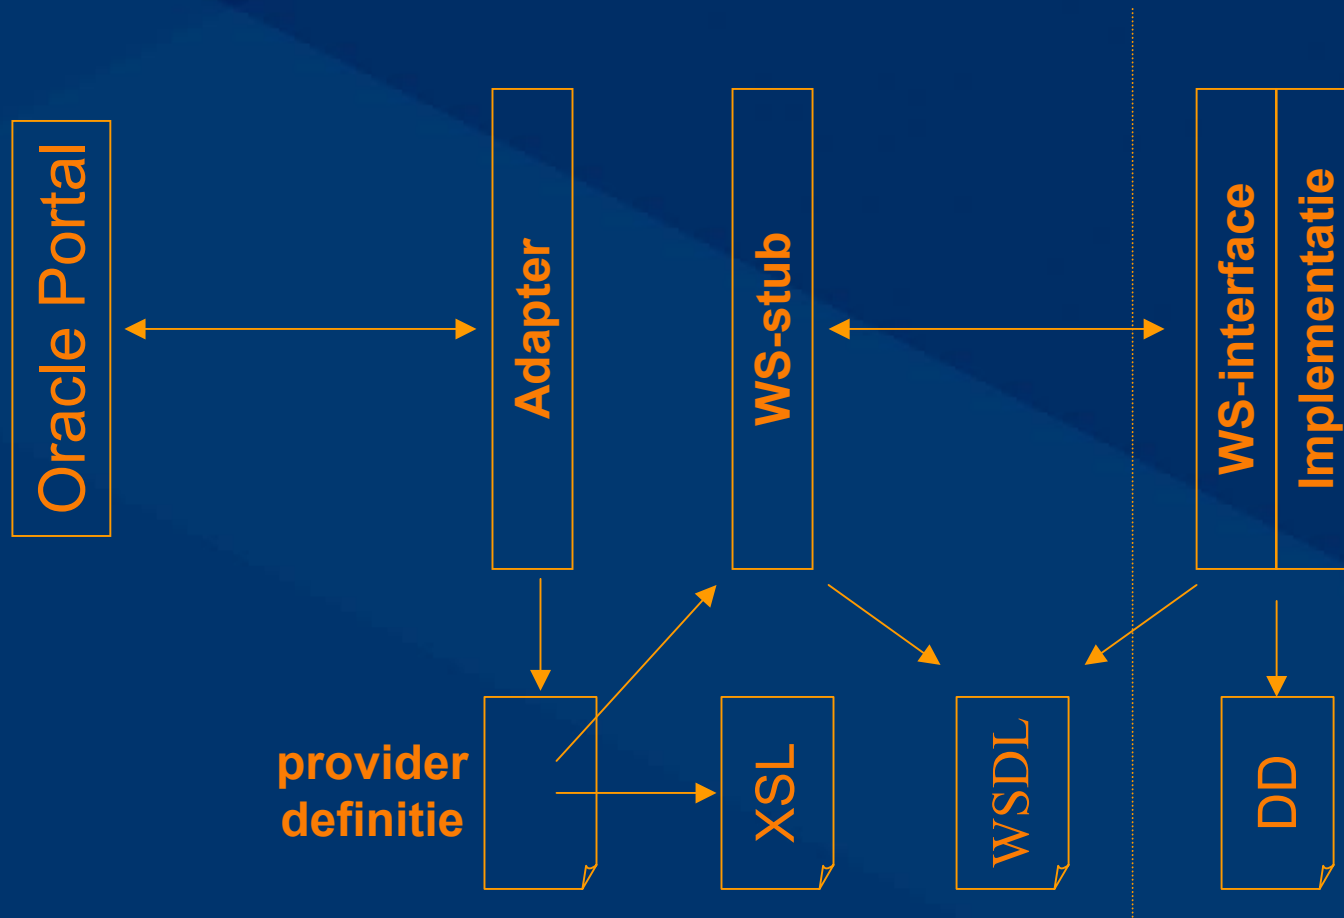 Oracle Portal
Adapter
WS-stub
WS-interface
Implementatie
provider
definitie
XSL
WSDL
DD